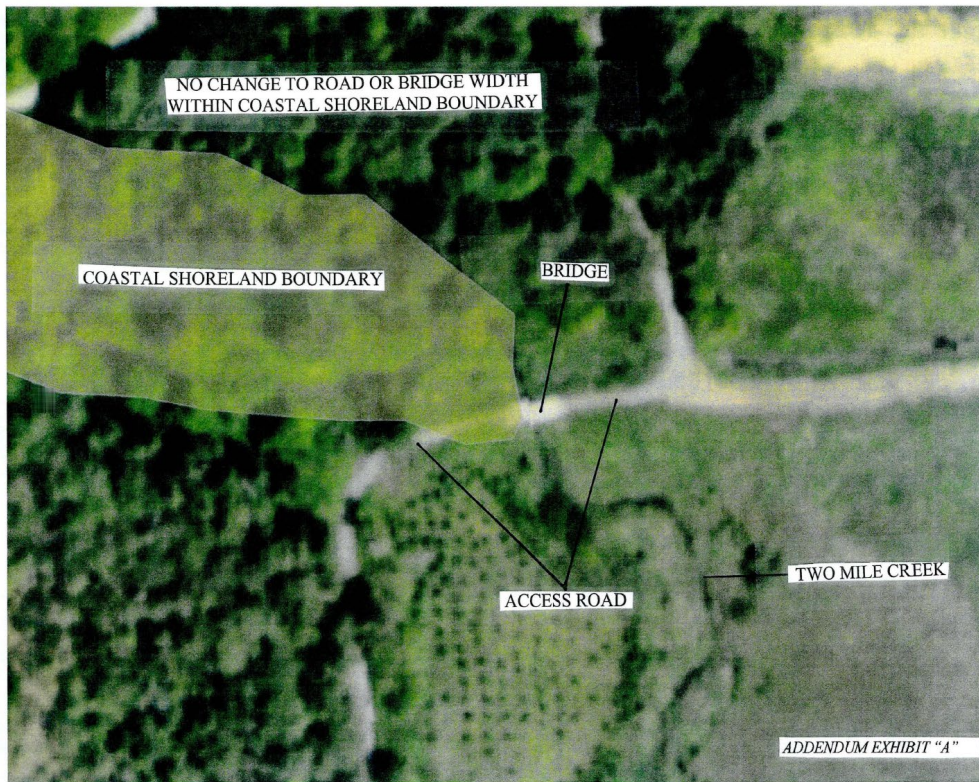 NO CHANGE TO ROAD OR BRIDGE WIDTH
WITHIN COASTAL SHORELAND BOUNDARY
COASTAL SHORELAND BOUNDARY
BRIDGE
TWO MILE CREEK
ACCESS ROAD
ADDENDUM EXHIBIT "A"